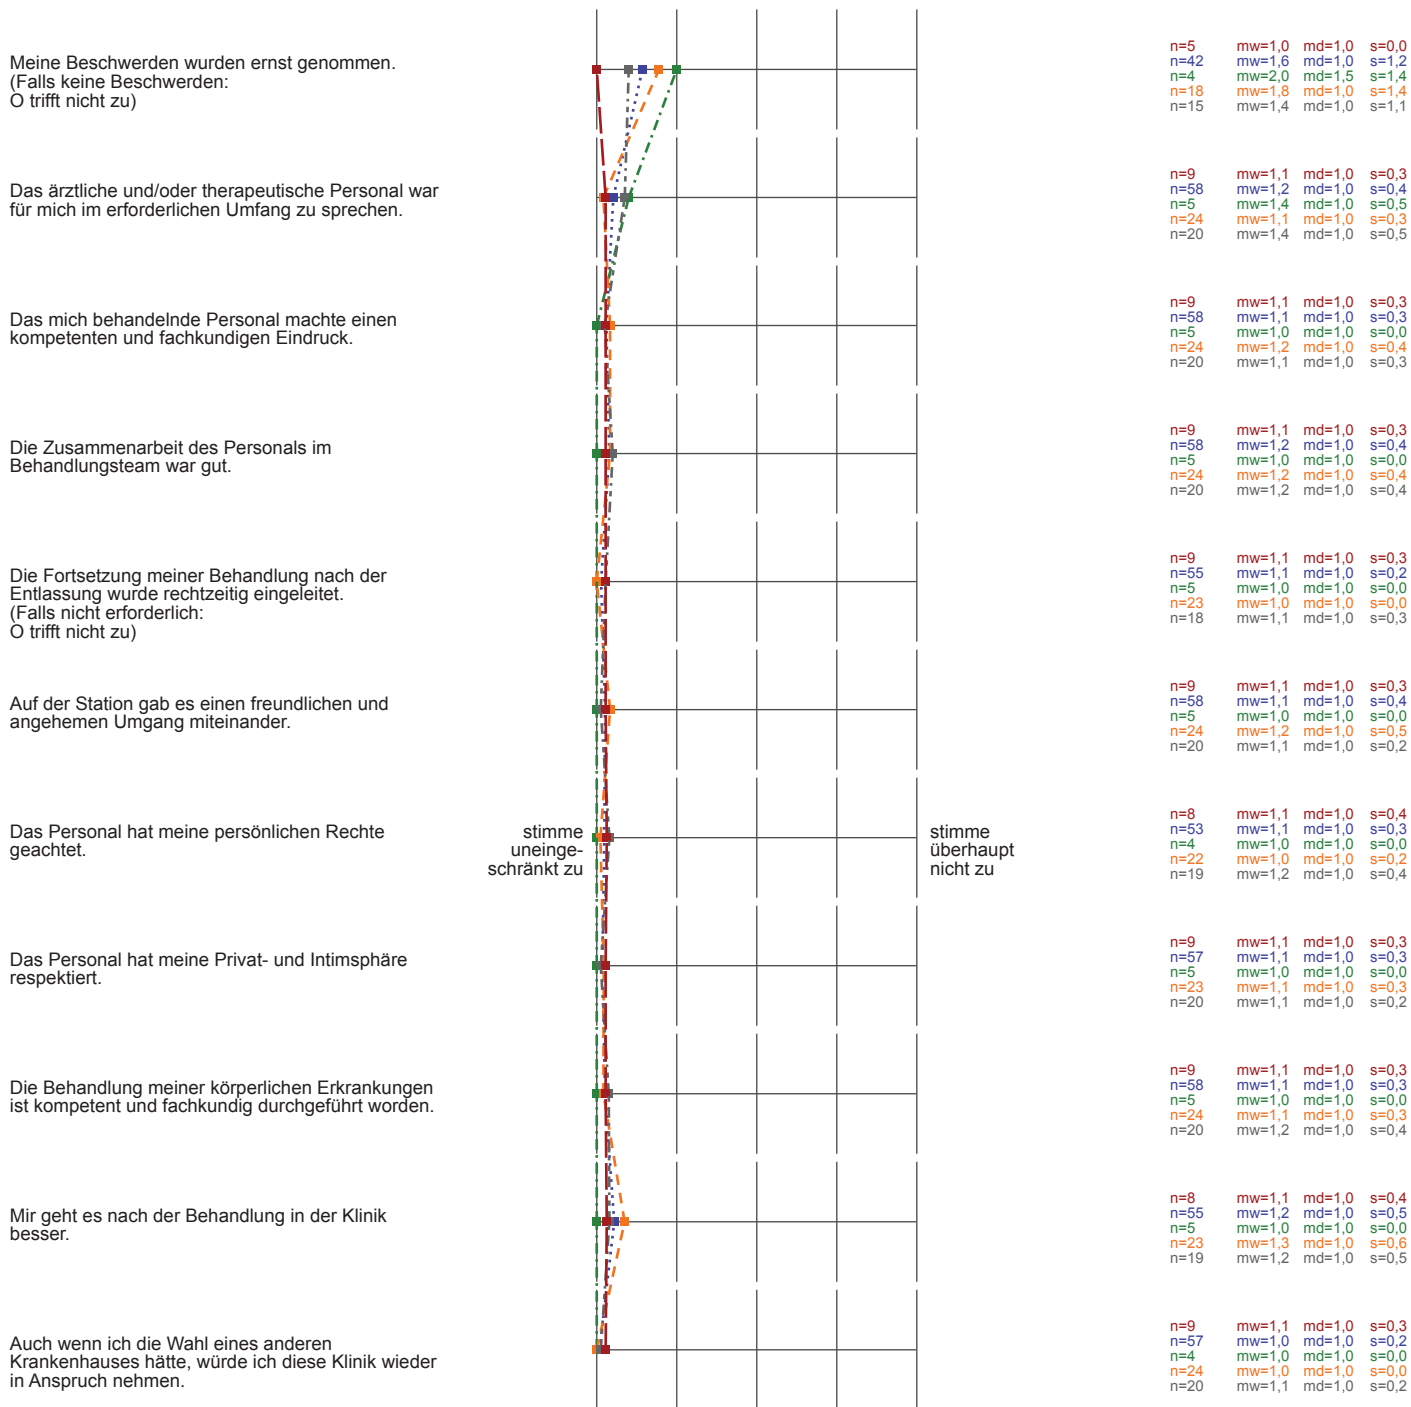 Meine Beschwerden wurden ernst genommen.
(Falls keine Beschwerden:
O trifft nicht zu)
n=5 mw=1,0 md=1,0 s=0,0
n=42 mw=1,6 md=1,0 s=1,2
n=4 mw=2,0 md=1,5 s=1,4
n=18 mw=1,8 md=1,0 s=1,4
n=15 mw=1,4 md=1,0 s=1,1
Das ärztliche und/oder therapeutische Personal war
für mich im erforderlichen Umfang zu sprechen.
n=9 mw=1,1 md=1,0 s=0,3
n=58 mw=1,2 md=1,0 s=0,4
n=5 mw=1,4 md=1,0 s=0,5
n=24 mw=1,1 md=1,0 s=0,3
n=20 mw=1,4 md=1,0 s=0,5
Das mich behandelnde Personal machte einen
kompetenten und fachkundigen Eindruck.
n=9 mw=1,1 md=1,0 s=0,3
n=58 mw=1,1 md=1,0 s=0,3
n=5 mw=1,0 md=1,0 s=0,0
n=24 mw=1,2 md=1,0 s=0,4
n=20 mw=1,1 md=1,0 s=0,3
Die Zusammenarbeit des Personals im
Behandlungsteam war gut.
n=9 mw=1,1 md=1,0 s=0,3
n=58 mw=1,2 md=1,0 s=0,4
n=5 mw=1,0 md=1,0 s=0,0
n=24 mw=1,2 md=1,0 s=0,4
n=20 mw=1,2 md=1,0 s=0,4
Die Fortsetzung meiner Behandlung nach der
Entlassung wurde rechtzeitig eingeleitet.
(Falls nicht erforderlich:
O trifft nicht zu)
n=9 mw=1,1 md=1,0 s=0,3
n=55 mw=1,1 md=1,0 s=0,2
n=5 mw=1,0 md=1,0 s=0,0
n=23 mw=1,0 md=1,0 s=0,0
n=18 mw=1,1 md=1,0 s=0,3
Auf der Station gab es einen freundlichen und
angehemen Umgang miteinander.
n=9 mw=1,1 md=1,0 s=0,3
n=58 mw=1,1 md=1,0 s=0,4
n=5 mw=1,0 md=1,0 s=0,0
n=24 mw=1,2 md=1,0 s=0,5
n=20 mw=1,1 md=1,0 s=0,2
Das Personal hat meine persönlichen Rechte
geachtet.
stimme
uneinge-
schränkt zu
stimme
überhaupt
nicht zu
n=8 mw=1,1 md=1,0 s=0,4
n=53 mw=1,1 md=1,0 s=0,3
n=4 mw=1,0 md=1,0 s=0,0
n=22 mw=1,0 md=1,0 s=0,2
n=19 mw=1,2 md=1,0 s=0,4
Das Personal hat meine Privat- und Intimsphäre
respektiert.
n=9 mw=1,1 md=1,0 s=0,3
n=57 mw=1,1 md=1,0 s=0,3
n=5 mw=1,0 md=1,0 s=0,0
n=23 mw=1,1 md=1,0 s=0,3
n=20 mw=1,1 md=1,0 s=0,2
Die Behandlung meiner körperlichen Erkrankungen
ist kompetent und fachkundig durchgeführt worden.
n=9 mw=1,1 md=1,0 s=0,3
n=58 mw=1,1 md=1,0 s=0,3
n=5 mw=1,0 md=1,0 s=0,0
n=24 mw=1,1 md=1,0 s=0,3
n=20 mw=1,2 md=1,0 s=0,4
Mir geht es nach der Behandlung in der Klinik
besser.
n=8 mw=1,1 md=1,0 s=0,4
n=55 mw=1,2 md=1,0 s=0,5
n=5 mw=1,0 md=1,0 s=0,0
n=23 mw=1,3 md=1,0 s=0,6
n=19 mw=1,2 md=1,0 s=0,5
Auch wenn ich die Wahl eines anderen
Krankenhauses hätte, würde ich diese Klinik wieder
in Anspruch nehmen.
n=9 mw=1,1 md=1,0 s=0,3
n=57 mw=1,0 md=1,0 s=0,2
n=4 mw=1,0 md=1,0 s=0,0
n=24 mw=1,0 md=1,0 s=0,0
n=20 mw=1,1 md=1,0 s=0,2